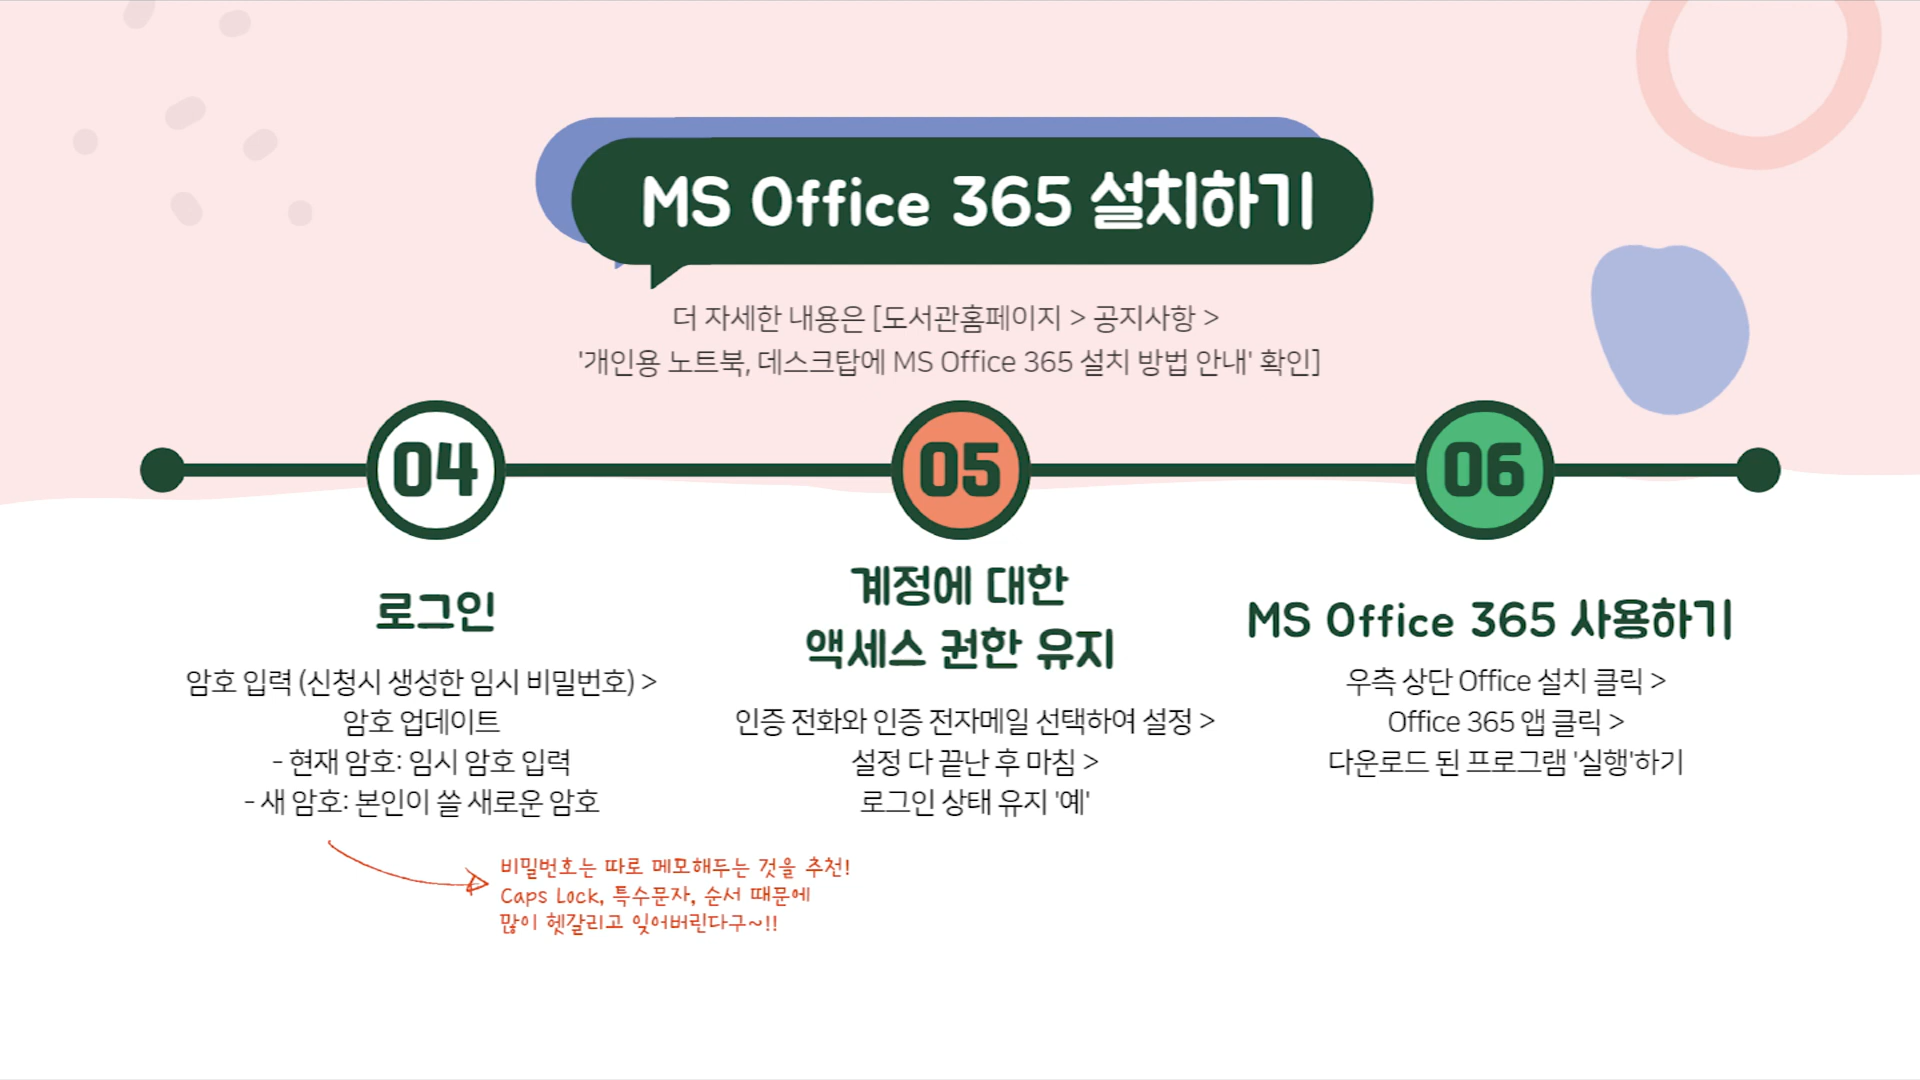 MS Office 365 설치하기
더 자세한 내용은 [도서관홈페이지 > 공지사항 >
'개인용 노트북, 데스크탑에 MS Office 365 설치 방법 안내' 확인]
04
로그인
암호 입력 (신청시 생성한 임시 비밀번호) >
암호 업데이트
- 현재 암호: 임시 암호 입력
- 새 암호: 본인이 쓸 새로운 암호
비밀번호는 따로 메모해두는 것을 추천!
Caps Lock, 특수문자, 순서 때문에
많이 헷갈리고 잊어버린다구~!!
05
계정에 대한
액세스 권한 유지
인증 전화와 인증 전자메일 선택하여 설정 >
설정 다 끝난 후 마침 >
로그인 상태 유지 '예'
06
MS Office 365 사용하기
우측 상단 Office 설치 클릭 >
Office 365 앱 클릭 >
다운로드 된 프로그램 '실행'하기